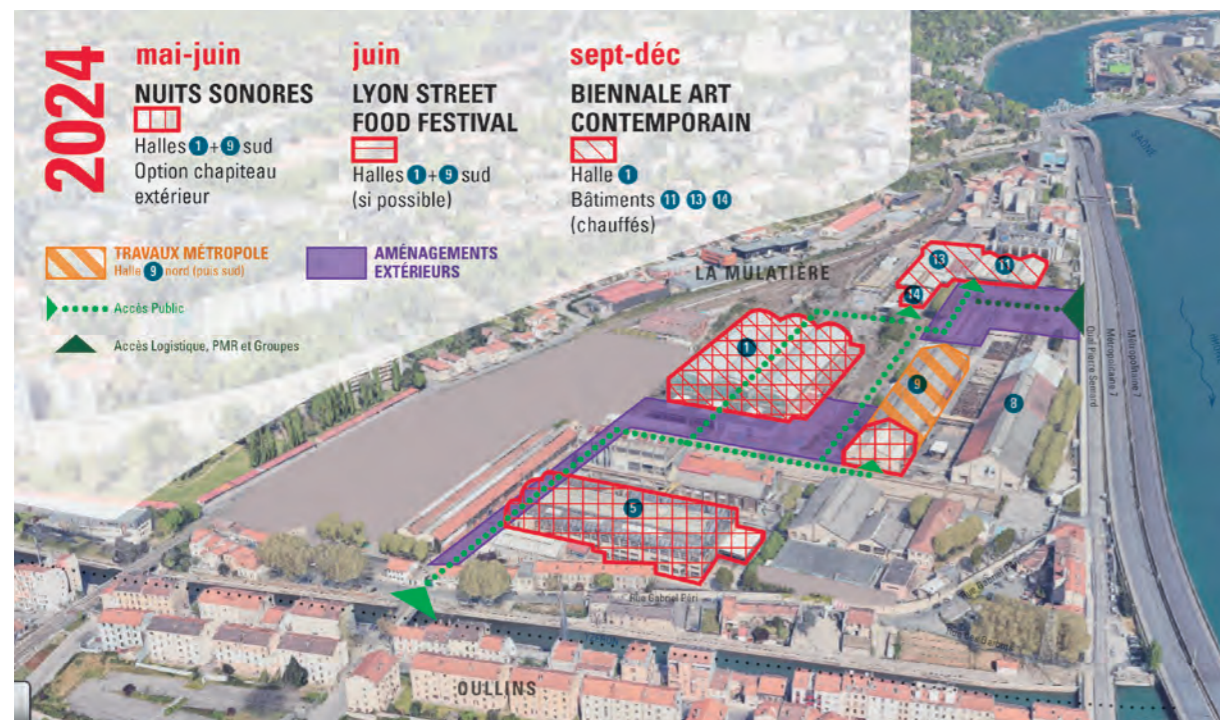 2024
mai-juin
NUITS SONORES
Halles 1+9 sud
Option chapiteau
extérieur
juin
LYON STREET
FOOD FESTIVAL
Halles 1+9 sud
(si possible)
sept-déc
BIENNALE ART
CONTEMPORAIN
Halle 1
Bâtiments 11 13 14
(chauffés)
TRAVAUX MÉTROPOLE
Halle 9 nord (puis sud)
AMÉNAGEMENTS
EXTÉRIEURS
Accès Public
Accès Logistique, PMR et Groupes
SAÔNE
LA MULATIÈRE
13
11
14
1
9
8
5
Quai Pierre Semard
Métropolitaine 7
Métropolitaine 7
Rue Gabriel Péri
OULLINS